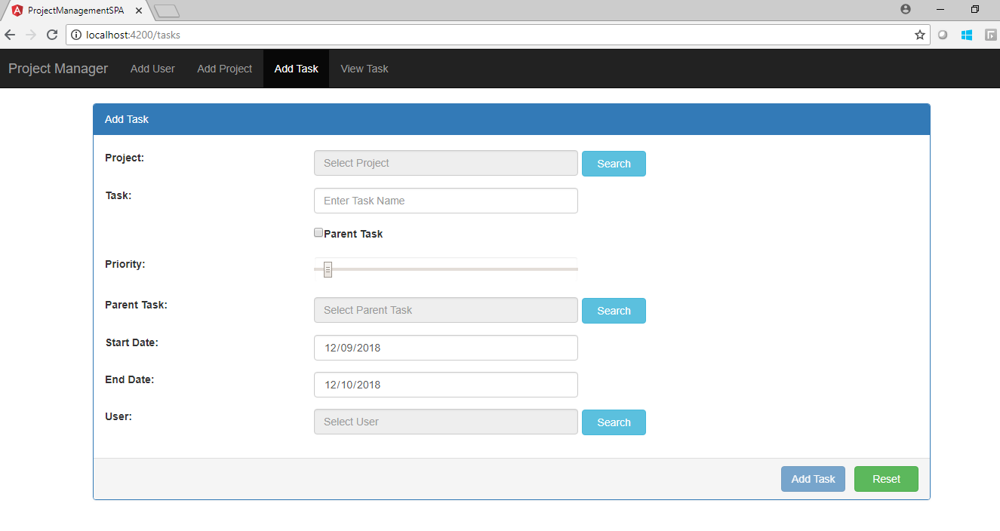 ProjectManagementSPA
localhost:4200/tasks
Project Manager Add User Add Project Add Task View Task
Add Task
Project: Select Project Search
Task: Enter Task Name
Parent Task
Priority:
Parent Task: Select Parent Task Search
Start Date: 12/09/2018
End Date: 12/10/2018
User: Select User Search
Add Task Reset